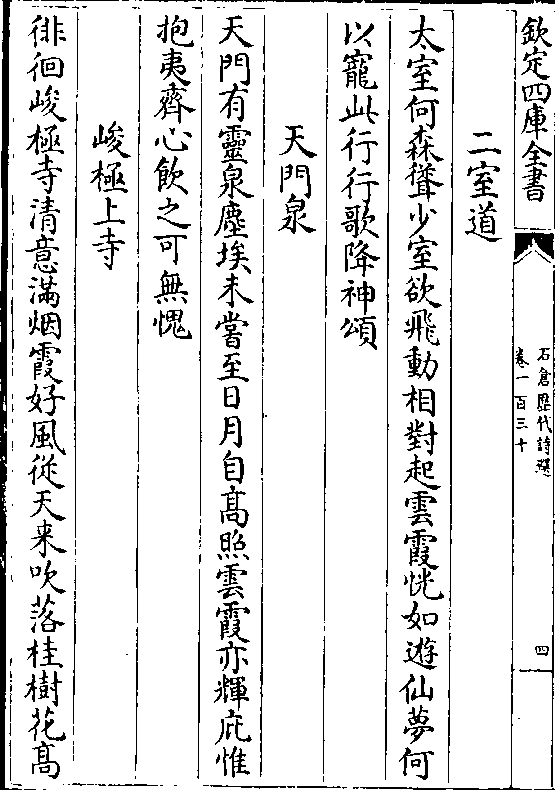 欽定四庫全書
石倉歷代詩選
卷一百三十
四
二室道
太室何森聳少室欲飛動相對起雲霞恍如遊仙夢何
以寵此行行歌降神頌
天門泉
天門有靈泉塵埃未嘗至日月自髙照雲霞亦輝庇惟
抱夷齊心飲之可無愧
峻極上寺
徘徊峻極寺清意滿烟霞好風從天来吹落桂樹花髙